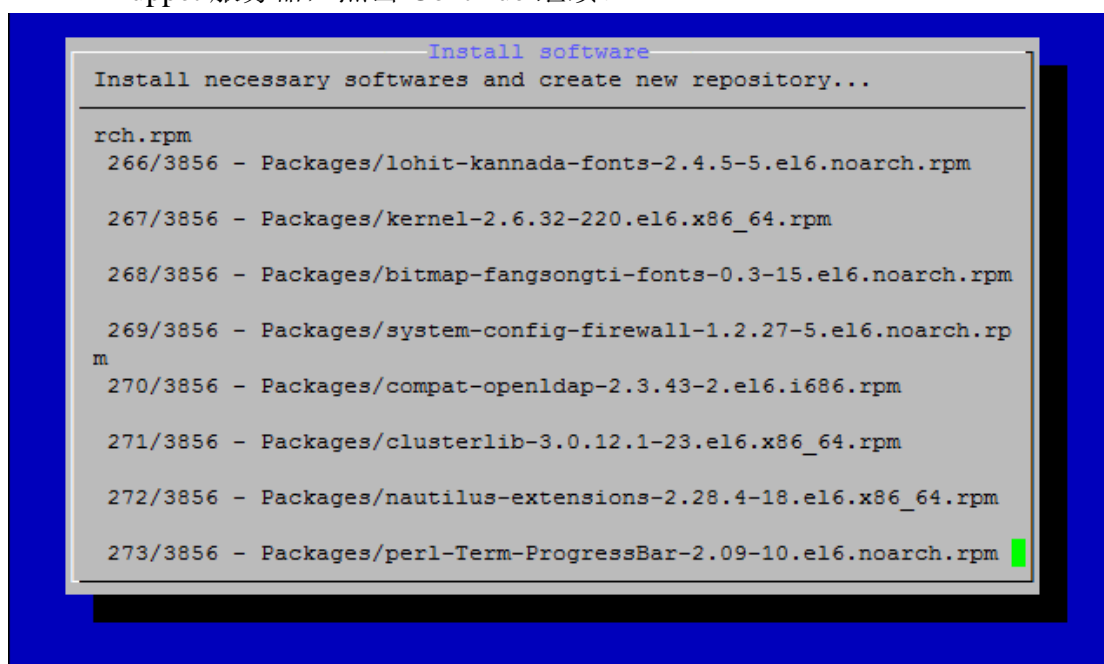 Install software
Install necessary softwares and create new repository...
rch.rpm
266/3856 - Packages/lohit-kannada-fonts-2.4.5-5.el6.noarch.rpm
267/3856 - Packages/kernel-2.6.32-220.el6.x86_64.rpm
268/3856 - Packages/bitmap-fangsongti-fonts-0.3-15.el6.noarch.rpm
269/3856 - Packages/system-config-firewall-1.2.27-5.el6.noarch.rp
m
270/3856 - Packages/compat-openldap-2.3.43-2.el6.i686.rpm
271/3856 - Packages/clusterlib-3.0.12.1-23.el6.x86_64.rpm
272/3856 - Packages/nautilus-extensions-2.28.4-18.el6.x86_64.rpm
273/3856 - Packages/perl-Term-ProgressBar-2.09-10.el6.noarch.rpm